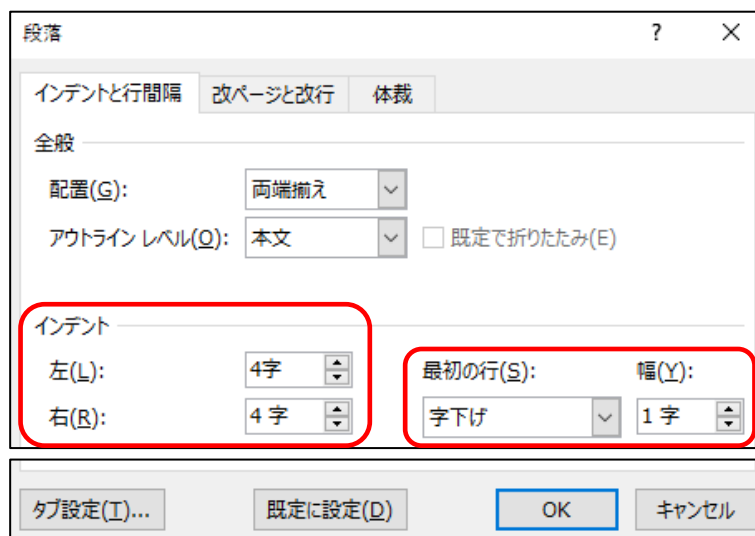 段落 ?
インデントと行間隔 改ページと改行 体裁
全般
配置(G): 両端揃え
アウトライン レベル(O): 本文 既定で折りたたみ(E)
インデント
左(L): 4字 最初の行(S): 幅(Y):
右(R): 4 字 字下げ 1 字
タブ設定(T)... 既定に設定(D) OK キャンセル